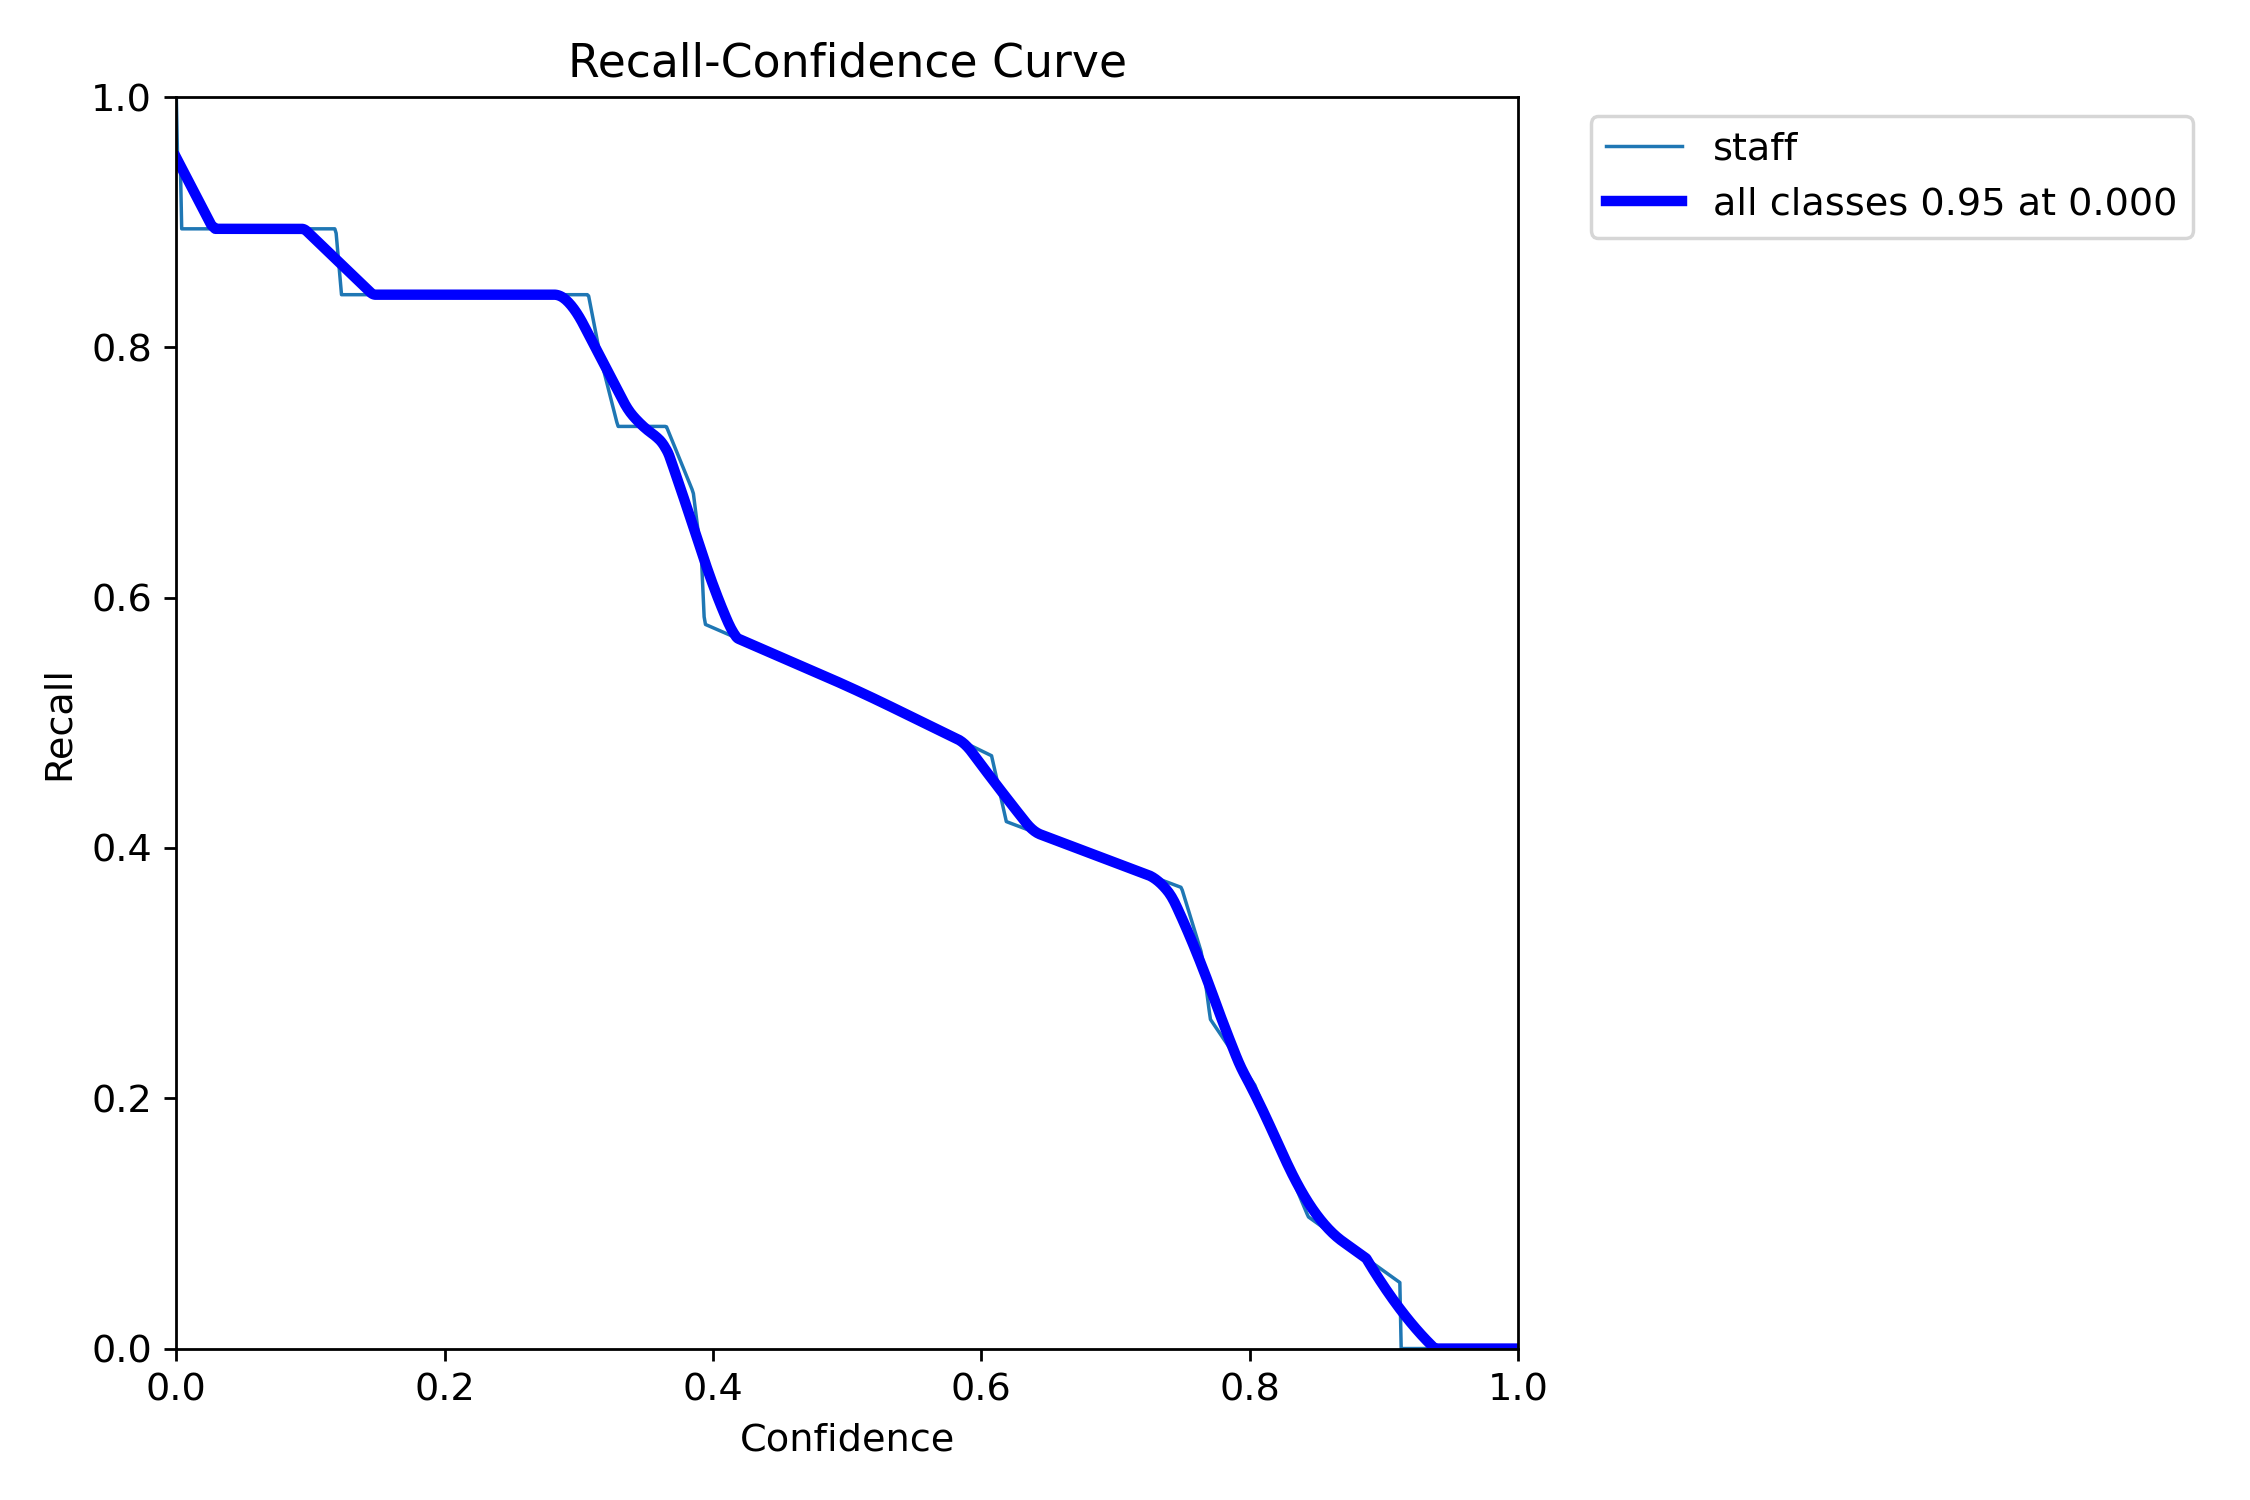 Recall-Confidence Curve
1.0
0.8
0.6
0.4
0.2
0.0
Recall
0.0 0.2 0.4 0.6 0.8 1.0
Confidence
staff
all classes 0.95 at 0.000